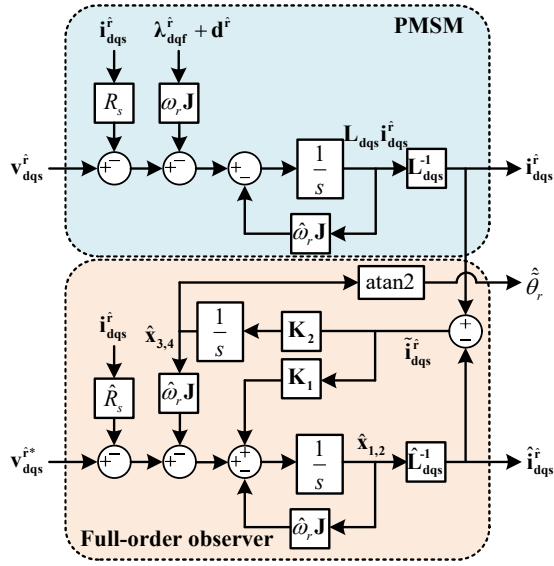 i^r̂_dqs λ^r̂_dqf + d^r̂ PMSM
R_s ω_r J
L_dqs i^r̂_dqs
v^r̂_dqs + − + − + − 1/s L^-1_dqs i^r̂_dqs
ω̂_r J
atan2 θ̃̂_r
i^r̂_dqs x̂_3,4 1/s K_2 ĩ^r̂_dqs + −
K_1
R̂_s ω̂_r J
v^r̂*_dqs + − + − + + − 1/s x̂_1,2 L̂^-1_dqs î^r̂_dqs
ω̂_r J
Full-order observer